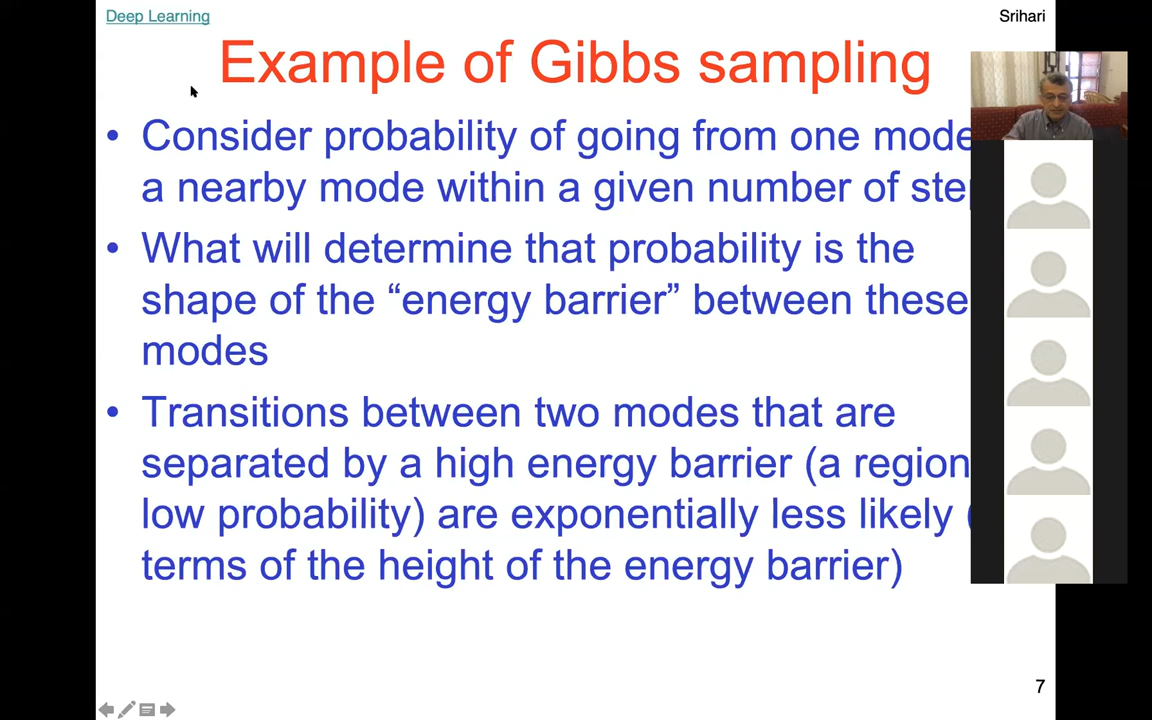 Deep Learning
Srihari
Example of Gibbs sampling
• Consider probability of going from one mode
a nearby mode within a given number of
• What will determine that probability is the
shape of the “energy barrier” between these
modes
• Transitions between two modes that are
separated by a high energy barrier (a region
low probability) are exponentially less likely
terms of the height of the energy barrier)
7